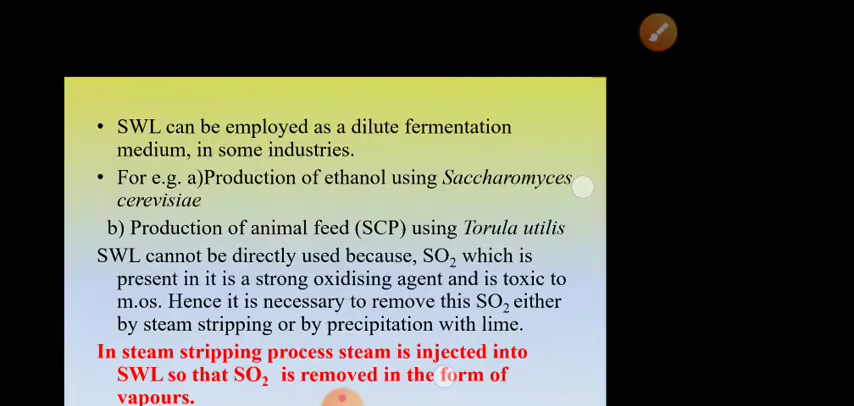 • SWL can be employed as a dilute fermentation
medium, in some industries.
• For e.g. a)Production of ethanol using Saccharomyces
cerevisiae
b) Production of animal feed (SCP) using Torula utilis
SWL cannot be directly used because, SO₂ which is
present in it is a strong oxidising agent and is toxic to
m.os. Hence it is necessary to remove this SO₂ either
by steam stripping or by precipitation with lime.
In steam stripping process steam is injected into
SWL so that SO₂ is removed in the form of
vapours.